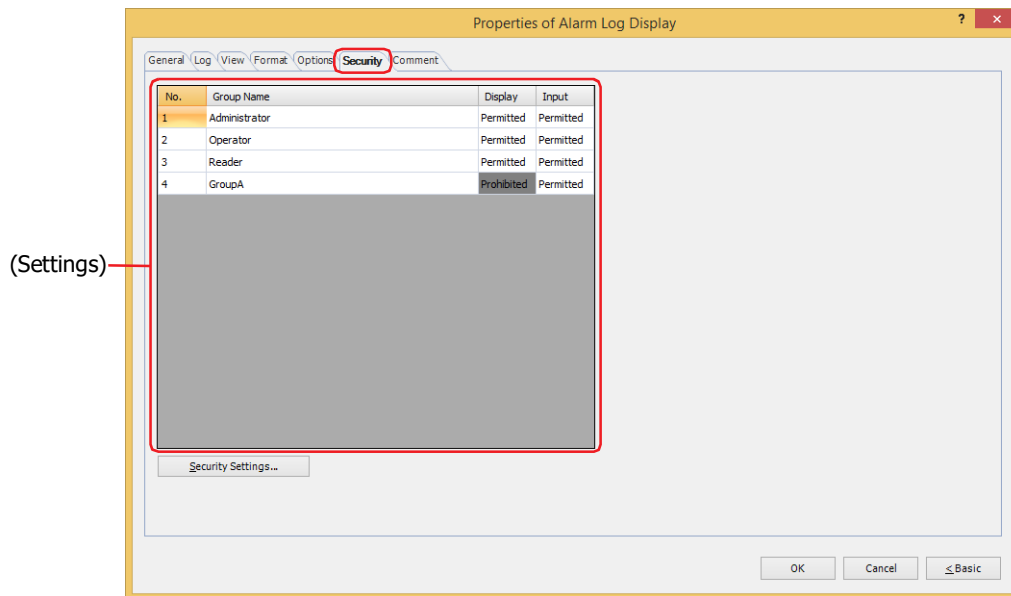 Properties of Alarm Log Display ? ×
General Log View Format Options Security Comment
No. Group Name Display Input
1 Administrator Permitted Permitted
2 Operator Permitted Permitted
3 Reader Permitted Permitted
4 GroupA Prohibited Permitted
(Settings)
Security Settings...
OK Cancel < Basic